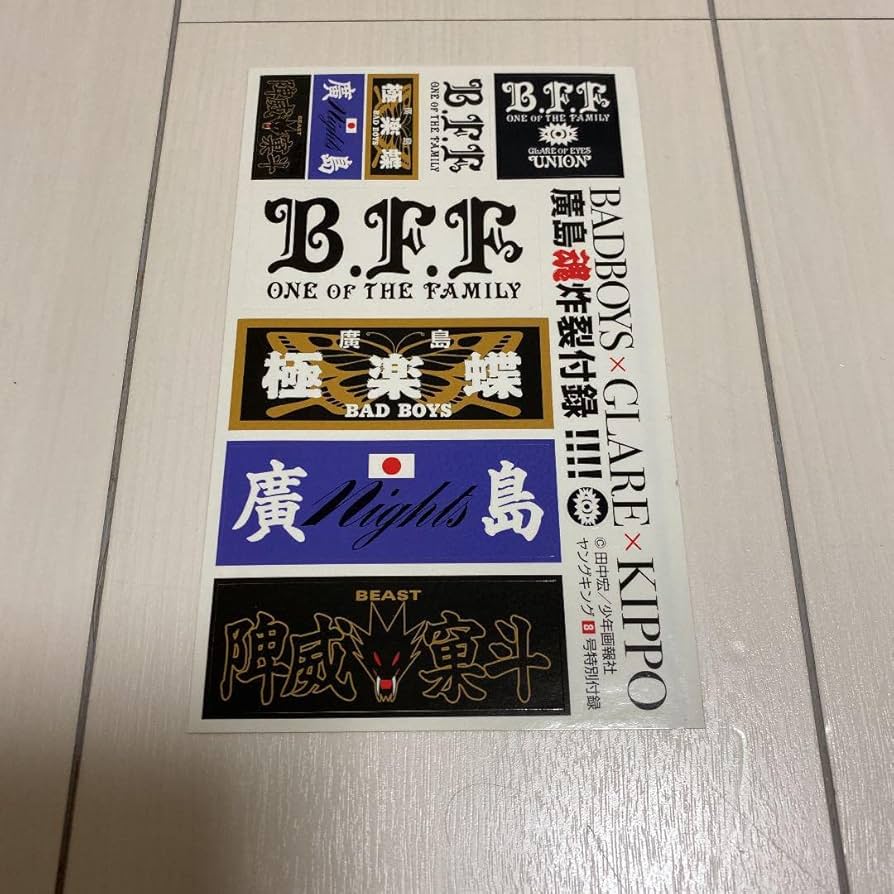 陣威 BEAST 窠斗
廣 Nights 島
廣島
極楽蝶
BAD BOYS
B.F.F
ONE OF THE FAMILY
B.F.F
ONE OF THE FAMILY
GLARE OF EYES
UNION
B.F.F
ONE OF THE FAMILY
廣島
極楽蝶
BAD BOYS
廣 Nights 島
BEAST
陣威 窠斗
BADBOYS×GLARE×KIPPO
廣島魂炸裂付録!!!!
©田中宏/少年画報社
ヤングキング8号特別付録